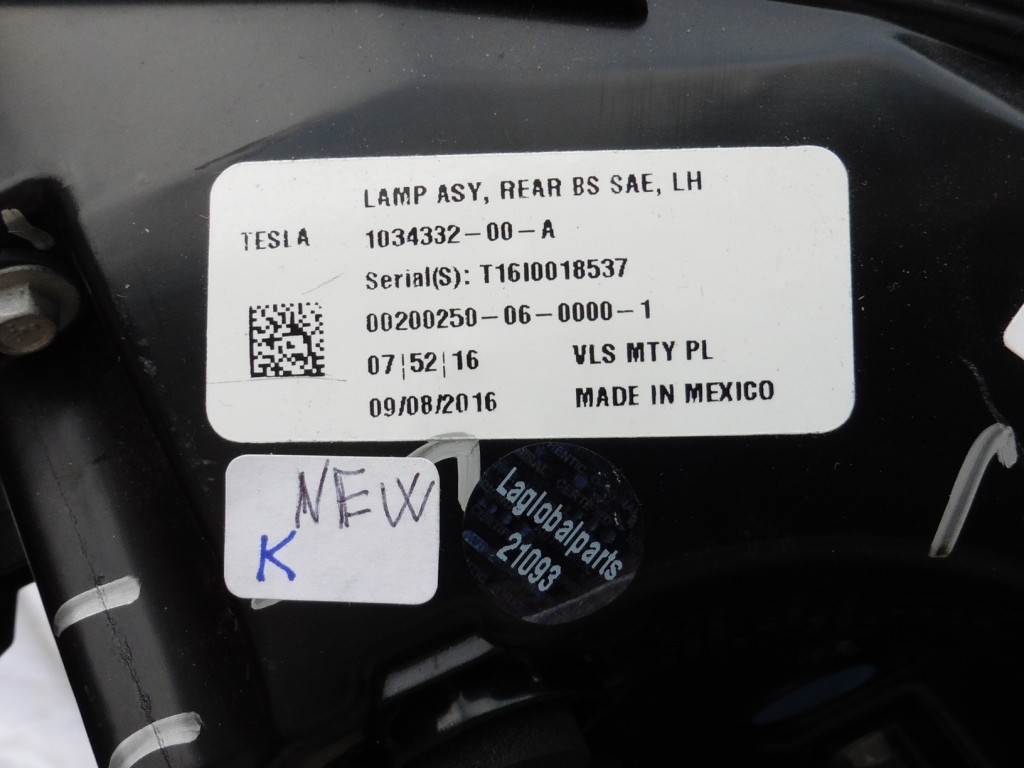 LAMP ASY, REAR BS SAE, LH
TESLA 1034332-00-A
Serial(S): T16I0018537
00200250-06-0000-1
07|52|16 VLS MTY PL
09/08/2016 MADE IN MEXICO
NEW
K
Laglobalparts
21093